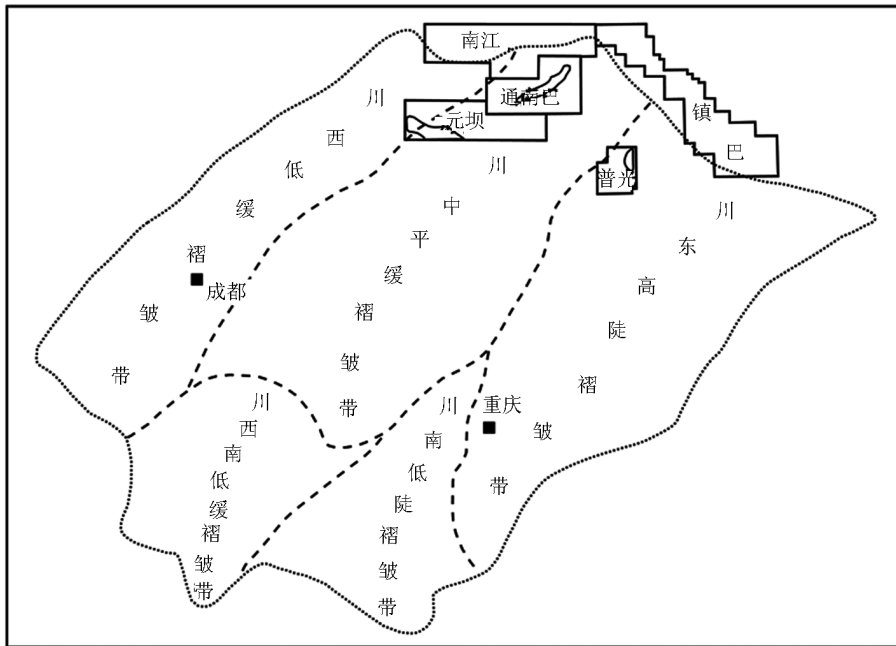 南江
通南巴
元坝
镇巴
普光
川西低缓褶皱带
成都
川中平缓褶皱带
川东高陡褶皱带
重庆
川西南低缓褶皱带
川南低陡褶皱带